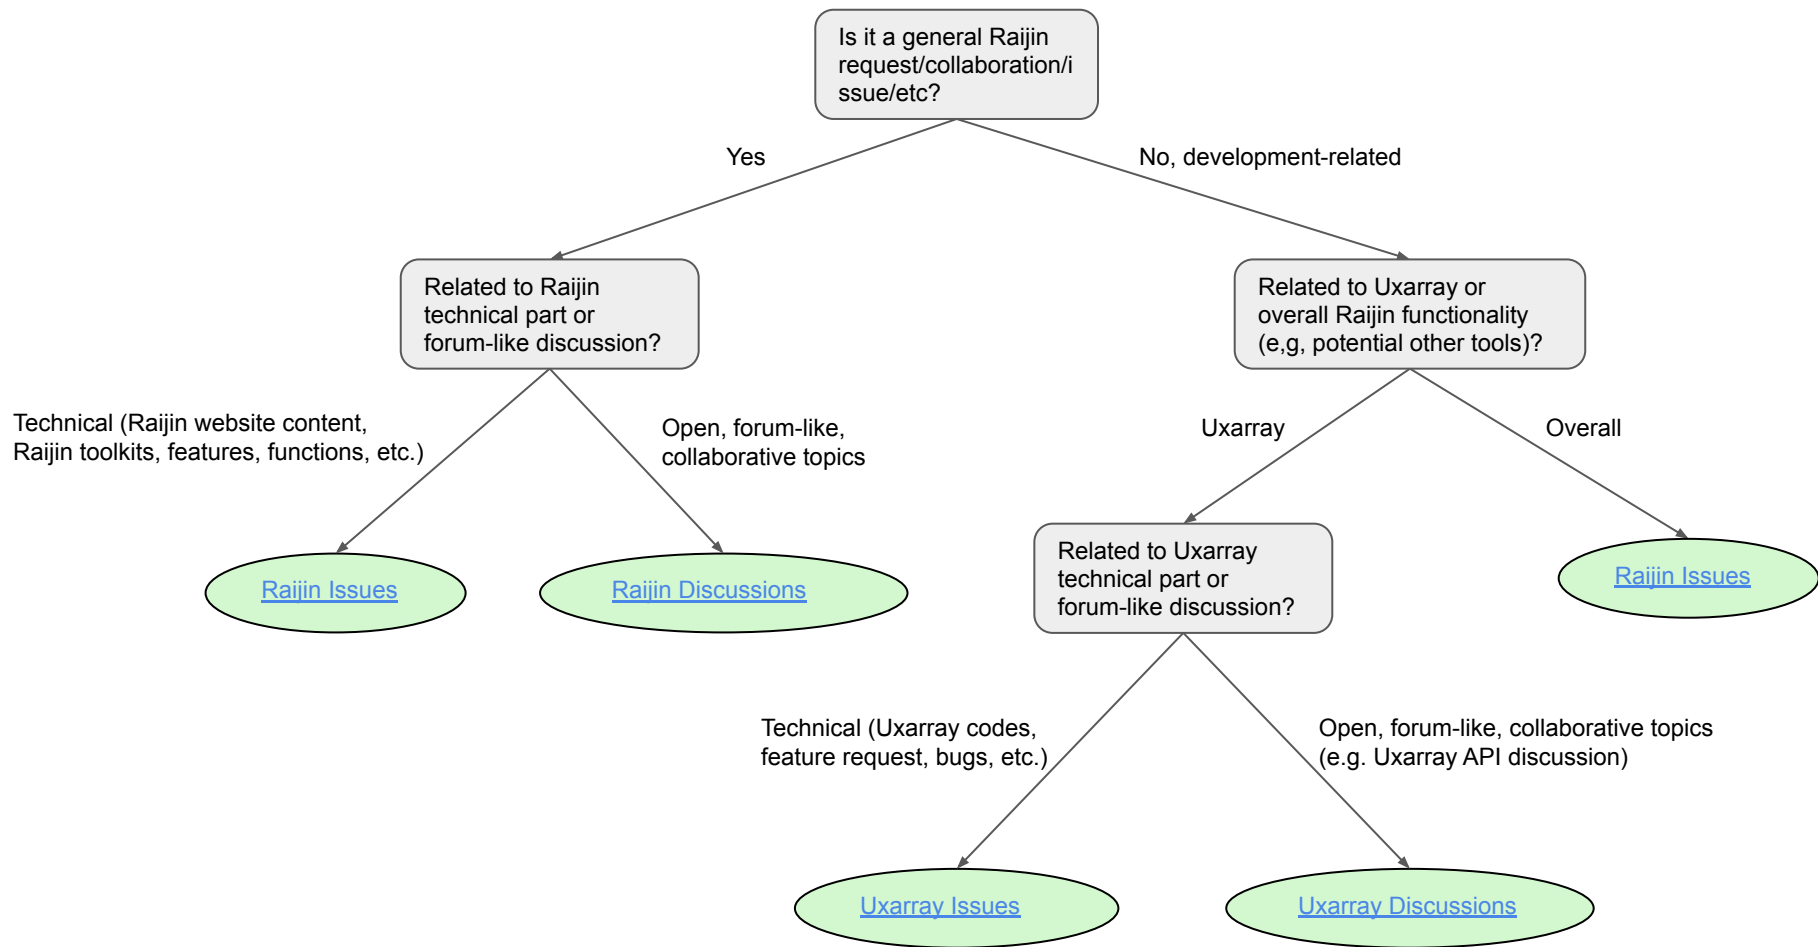 Is it a general Raijin
request/collaboration/i
ssue/etc?
Yes
No, development-related
Related to Raijin
technical part or
forum-like discussion?
Related to Uxarray or
overall Raijin functionality
(e,g, potential other tools)?
Technical (Raijin website content,
Raijin toolkits, features, functions, etc.)
Open, forum-like,
collaborative topics
Uxarray
Overall
Raijin Issues
Raijin Discussions
Related to Uxarray
technical part or
forum-like discussion?
Raijin Issues
Technical (Uxarray codes,
feature request, bugs, etc.)
Open, forum-like, collaborative topics
(e.g. Uxarray API discussion)
Uxarray Issues
Uxarray Discussions